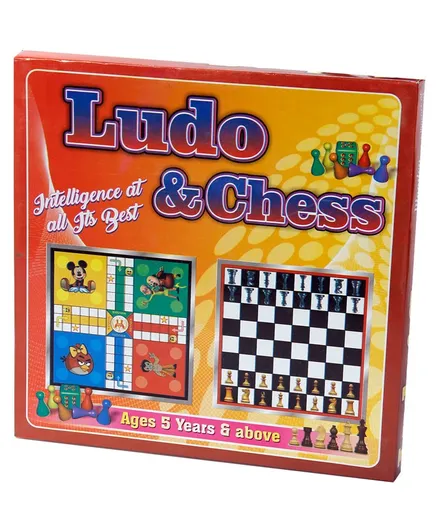 Ludo
& Chess
Intelligence at
all Its Best
Ages 5 Years & above